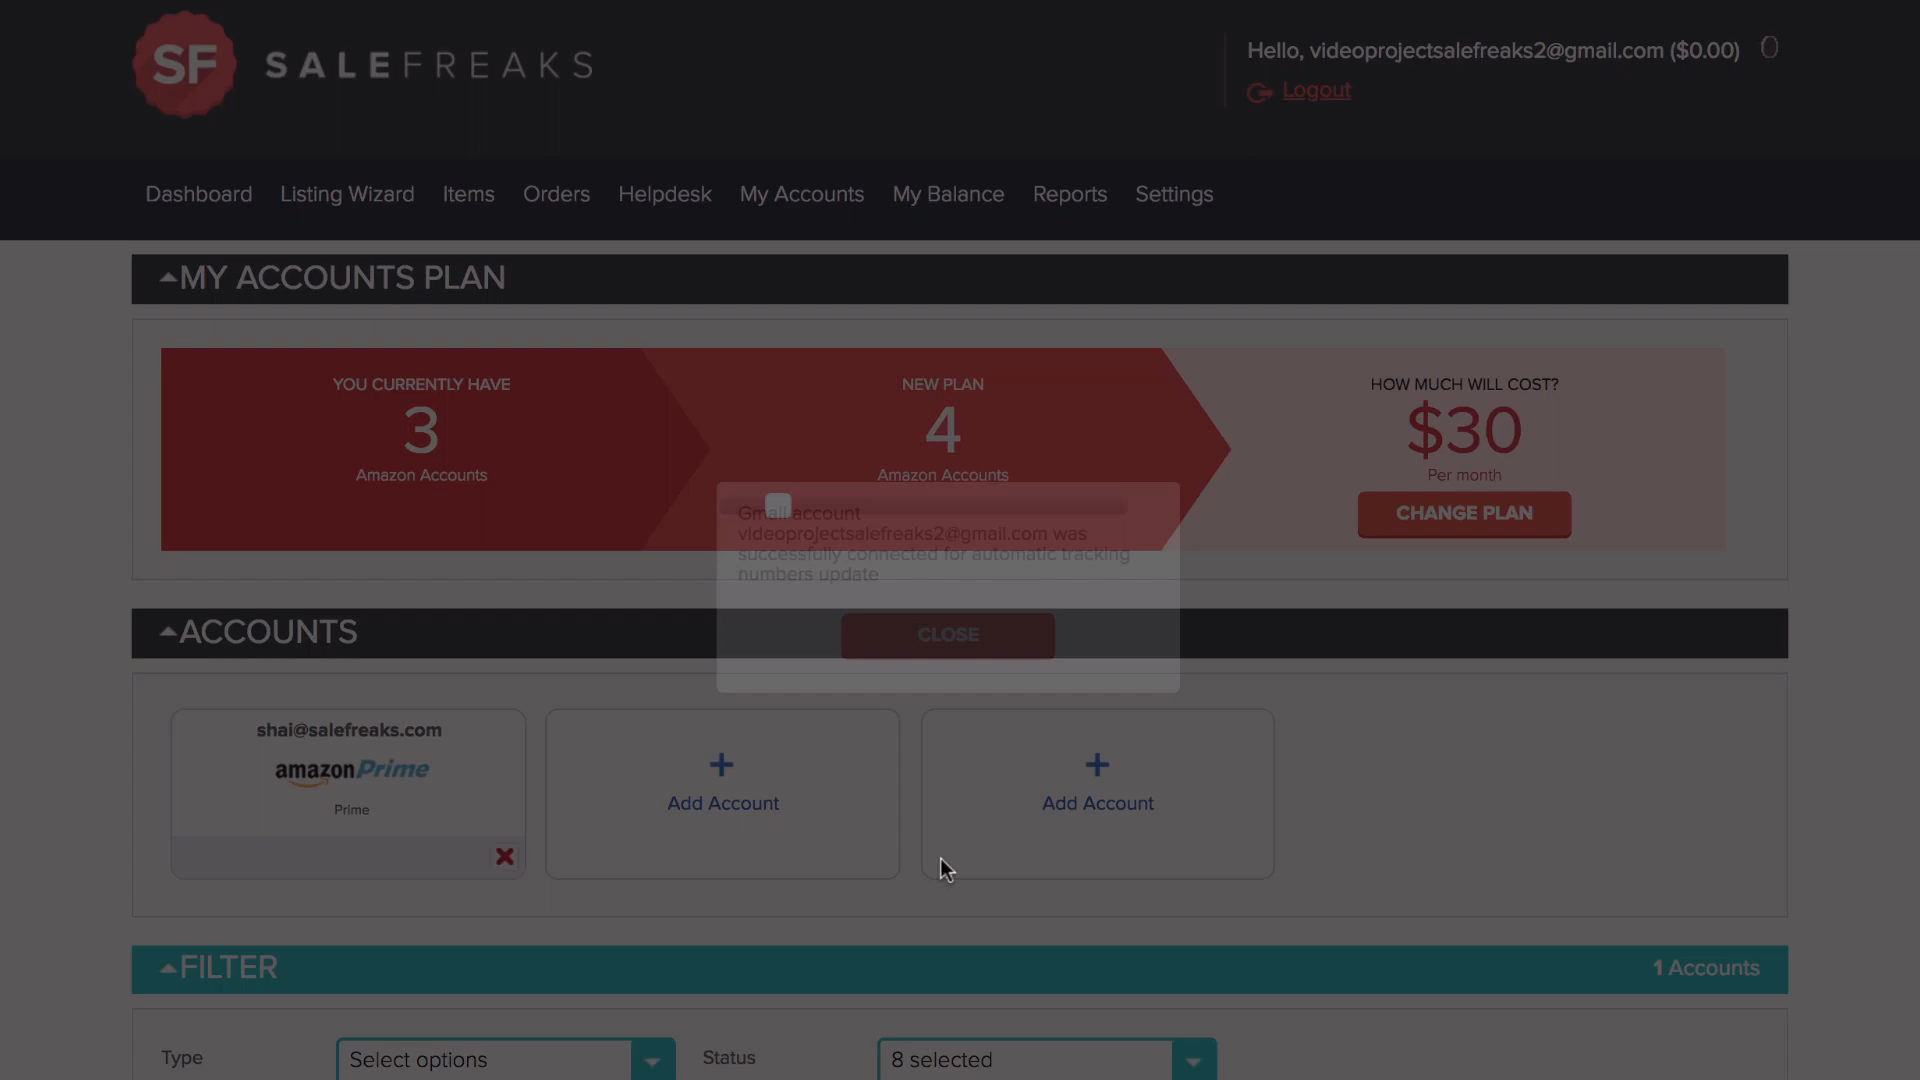 SF SALEFREAKS
Hello, videoprojectsalefreaks2@gmail.com ($0.00) 0
Logout
Dashboard Listing Wizard Items Orders Helpdesk My Accounts My Balance Reports Settings
MY ACCOUNTS PLAN
YOU CURRENTLY HAVE
3
Amazon Accounts
NEW PLAN
4
Amazon Accounts
HOW MUCH WILL COST?
$30
Per month
CHANGE PLAN
Gmail account
videoprojectsalefreaks2@gmail.com was
successfully connected for automatic tracking
numbers update
CLOSE
ACCOUNTS
shai@salefreaks.com
amazonPrime
Prime
Add Account
Add Account
FILTER
1 Accounts
Type Select options Status 8 selected